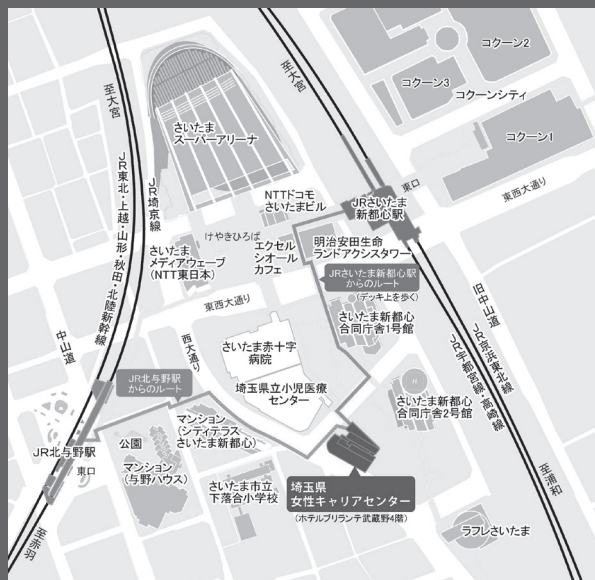 コクーン2
コクーン3
コクーンシティ
コクーン1
至大宮
至大宮
さいたま
スーパーアリーナ
JR埼京線
JR東北・上越・山形・秋田・北陸新幹線
NTTドコモ
さいたまビル
JRさいたま
新都心駅
東口
東西大通り
けやきひろば
エクセル
シオール
カフェ
明治安田生命
ランドアクシスタワー
さいたま
メディアウェーブ
(NTT東日本)
JRさいたま新都心駅
からのルート
(デッキ上を歩く)
東西大通り
さいたま新都心
合同庁舎1号館
旧中山道
JR京浜東北線
JR宇都宮線・高崎線
中山道
西大通り
さいたま赤十字
病院
埼玉県立小児医療
センター
JR北与野駅
からのルート
H
さいたま新都心
合同庁舎2号館
マンション
(シティテラス
さいたま新都心)
公園
JR北与野駅
東口
マンション
(与野ハウス)
さいたま市立
下落合小学校
埼玉県
女性キャリアセンター
(ホテルブリランテ武蔵野4階)
至浦和
ラフレさいたま
至赤羽